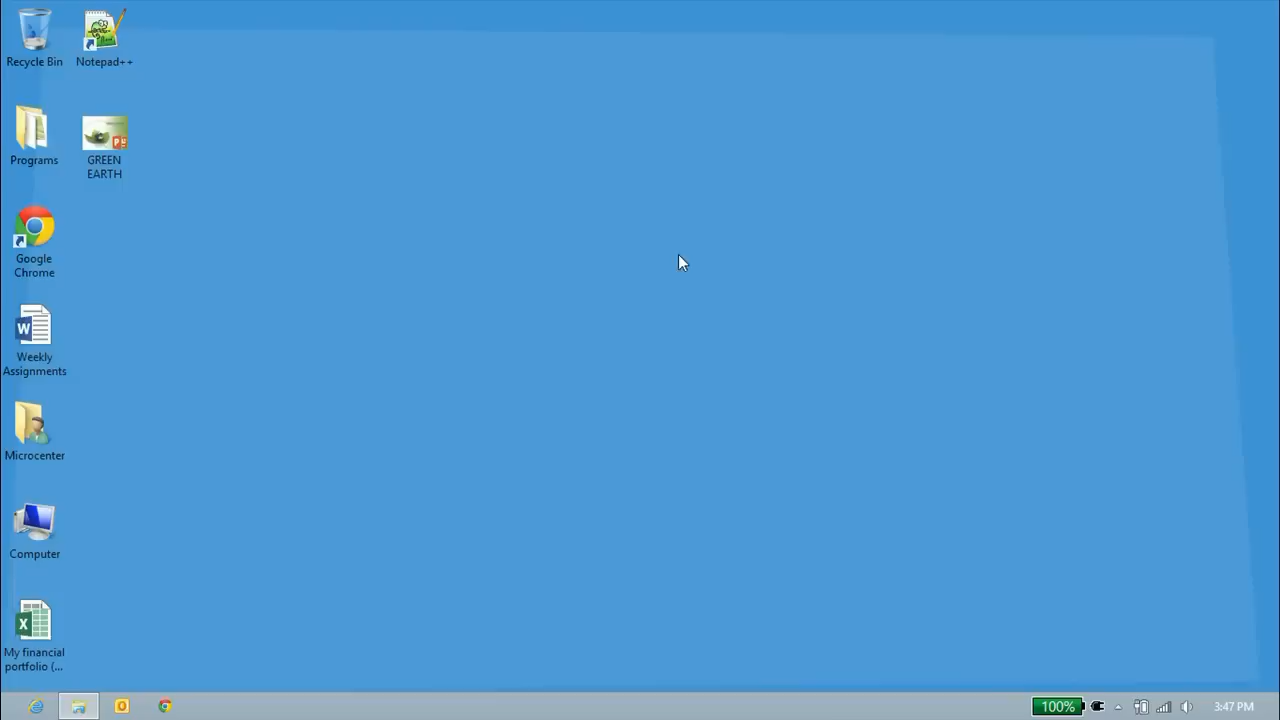 Recycle Bin
Notepad++
Programs
GREEN
EARTH
Google
Chrome
Weekly
Assignments
Microcenter
Computer
My financial
portfolio (...
100%
3:47 PM